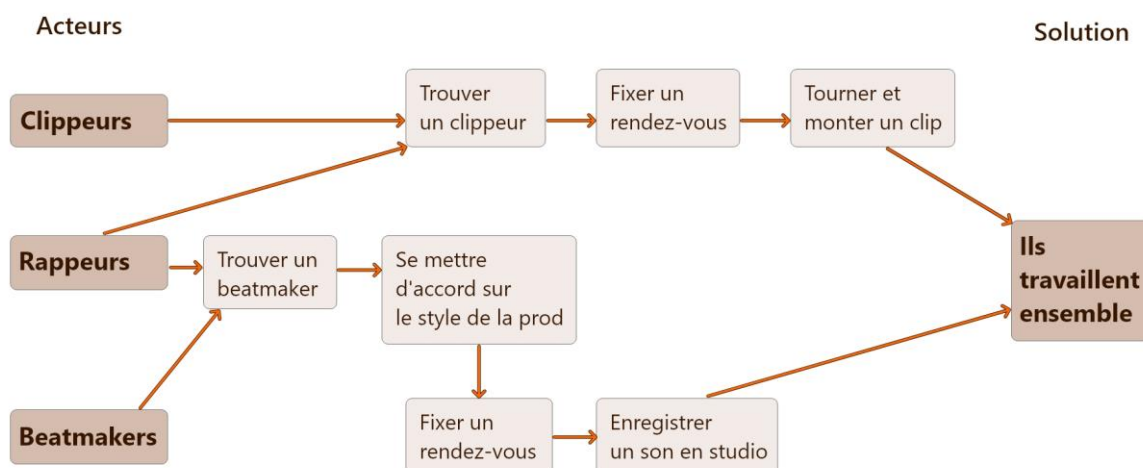 Acteurs
Solution
Clippeurs
Trouver
un clippeur
Fixer un
rendez-vous
Tourner et
monter un clip
Rappeurs
Trouver un
beatmaker
Se mettre
d'accord sur
le style de la prod
Ils
travaillent
ensemble
Beatmakers
Fixer un
rendez-vous
Enregistrer
un son en studio